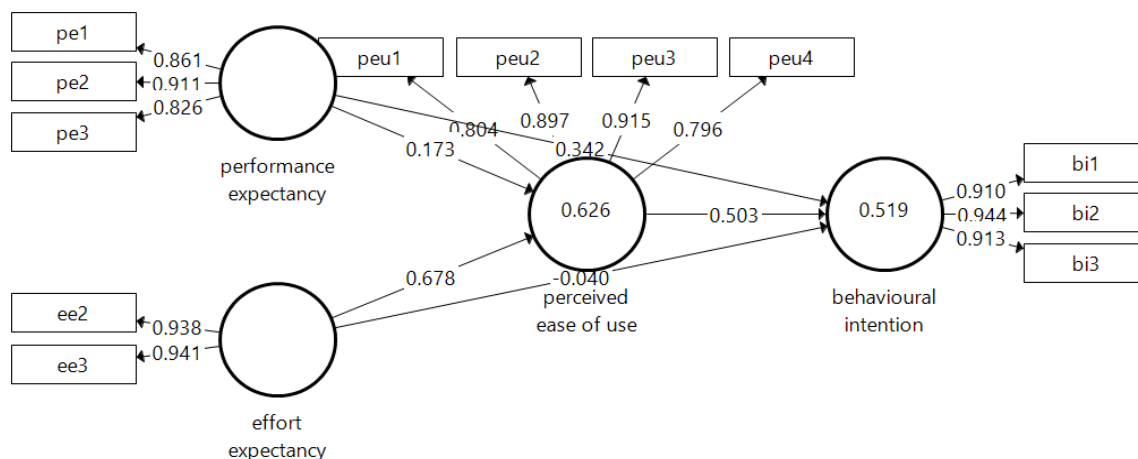 pe1
peu1
peu2
peu3
peu4
0.861
pe2
0.911
0.826
pe3
0.804
0.897
0.915
0.796
0.173
0.342
performance
expectancy
bi1
0.910
0.626
0.503
0.519
0.944
bi2
0.913
bi3
0.678
-0.040
perceived
ease of use
behavioural
intention
ee2
0.938
0.941
ee3
effort
expectancy